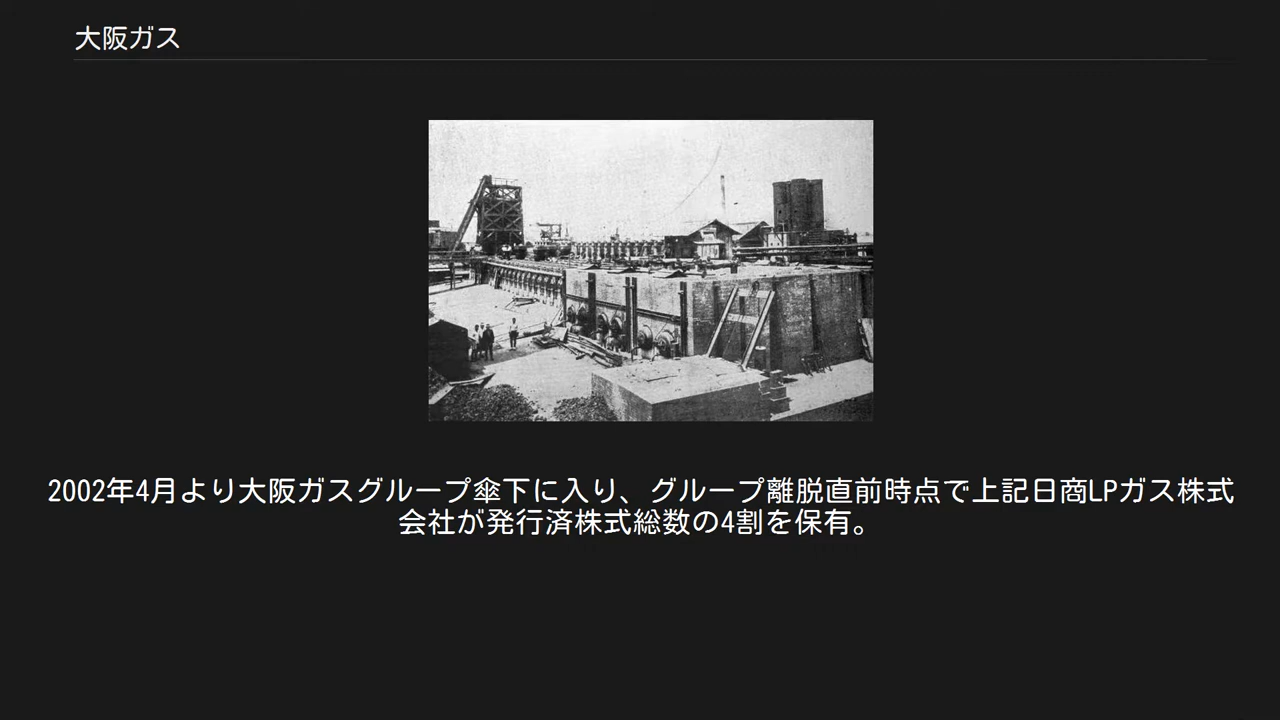 大阪ガス
2002年4月より大阪ガスグループ傘下に入り、グループ離脱直前時点で上記日商LPガス株式
会社が発行済株式総数の4割を保有。